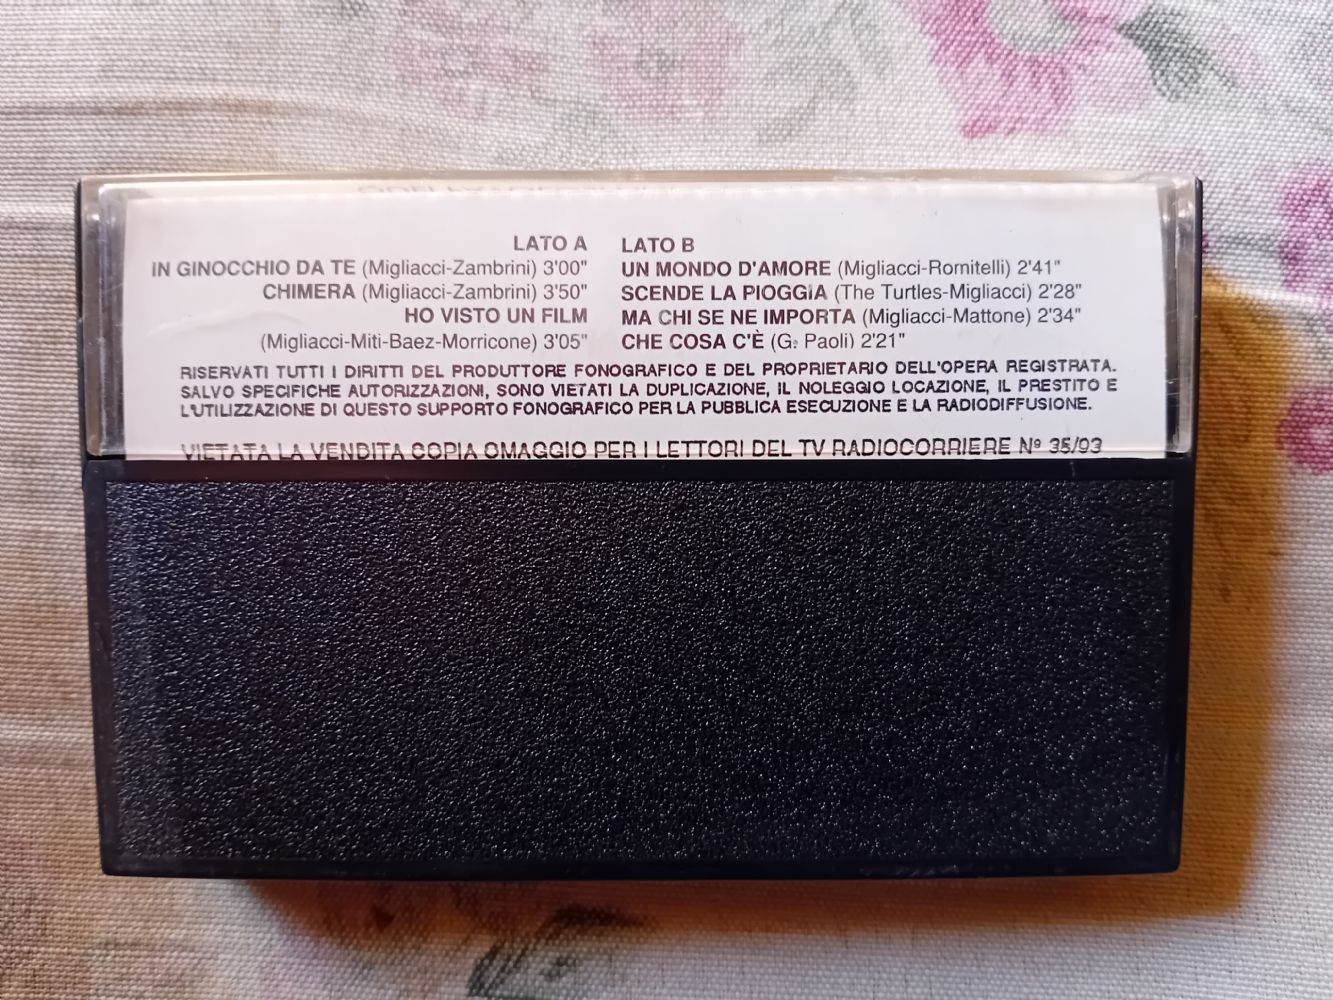 LATO A
IN GINOCCHIO DA TE (Migliacci-Zambrini) 3'00"
CHIMERA (Migliacci-Zambrini) 3'50"
HO VISTO UN FILM
(Migliacci-Miti-Baez-Morricone) 3'05"
LATO B
UN MONDO D'AMORE (Migliacci-Romitelli) 2'41"
SCENDE LA PIOGGIA (The Turtles-Migliacci) 2'28"
MA CHI SE NE IMPORTA (Migliacci-Mattone) 2'34"
CHE COSA C'È (G. Paoli) 2'21"
RISERVATI TUTTI I DIRITTI DEL PRODUTTORE FONOGRAFICO E DEL PROPRIETARIO DELL'OPERA REGISTRATA.
SALVO SPECIFICHE AUTORIZZAZIONI, SONO VIETATI LA DUPLICAZIONE, IL NOLEGGIO LOCAZIONE, IL PRESTITO E
L'UTILIZZAZIONE DI QUESTO SUPPORTO FONOGRAFICO PER LA PUBBLICA ESECUZIONE E LA RADIODIFFUSIONE.
VIETATA LA VENDITA COPIA OMAGGIO PER I LETTORI DEL TV RADIOCORRIERE Nº 35/93